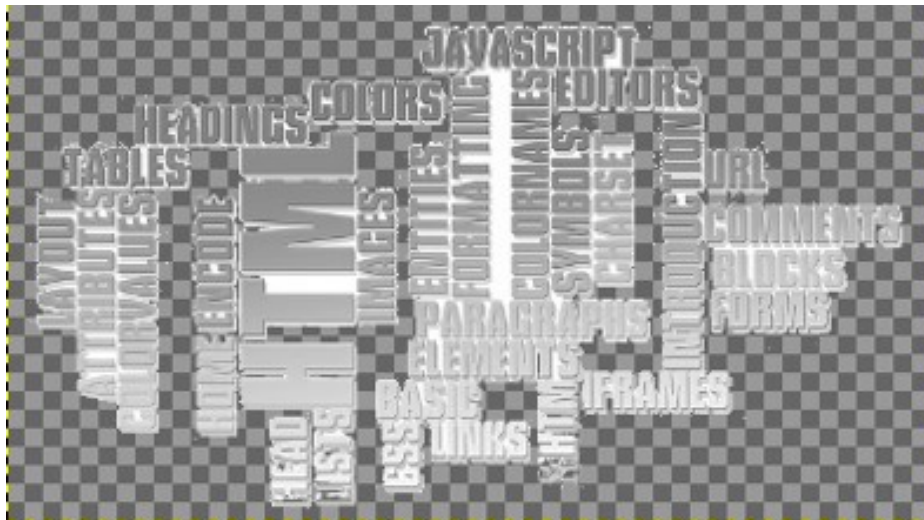 JAVASCRIPT
EDITORS
COLORS
HEADINGS
TABLES
LAYOUT
ATTRIBUTES
COLORVALUES
HOME
ENCODE
HTML
IMAGES
ENTITIES
FORMATTING
COLORNAMES
SYMBOLS
CHARSET
INTRODUCTION
URL
COMMENTS
BLOCKS
FORMS
PARAGRAPHS
ELEMENTS
BASIC
IFRAMES
LINKS
CSS
XHTML
HEAD
LISTS